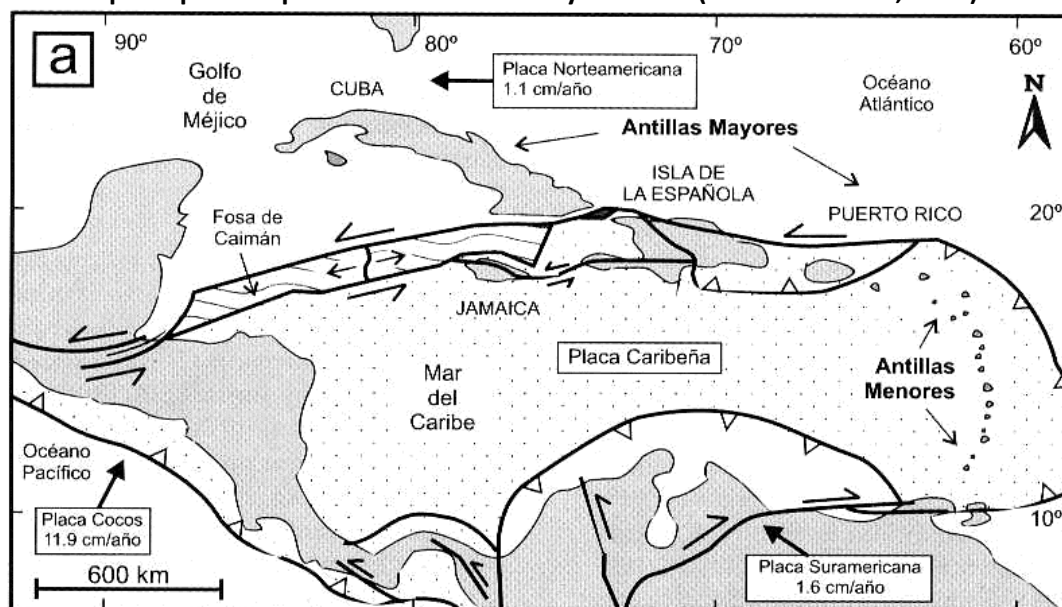 a
90º
80º
70º
60º
Golfo
de
Méjico
CUBA
Placa Norteamericana
1.1 cm/año
Océano
Atlántico
N
Antillas Mayores
ISLA DE
LA ESPAÑOLA
PUERTO RICO
20º
Fosa de
Caimán
JAMAICA
Placa Caribeña
Mar
del
Caribe
Antillas
Menores
Océano
Pacífico
Placa Cocos
11.9 cm/año
10º
Placa Suramericana
1.6 cm/año
600 km